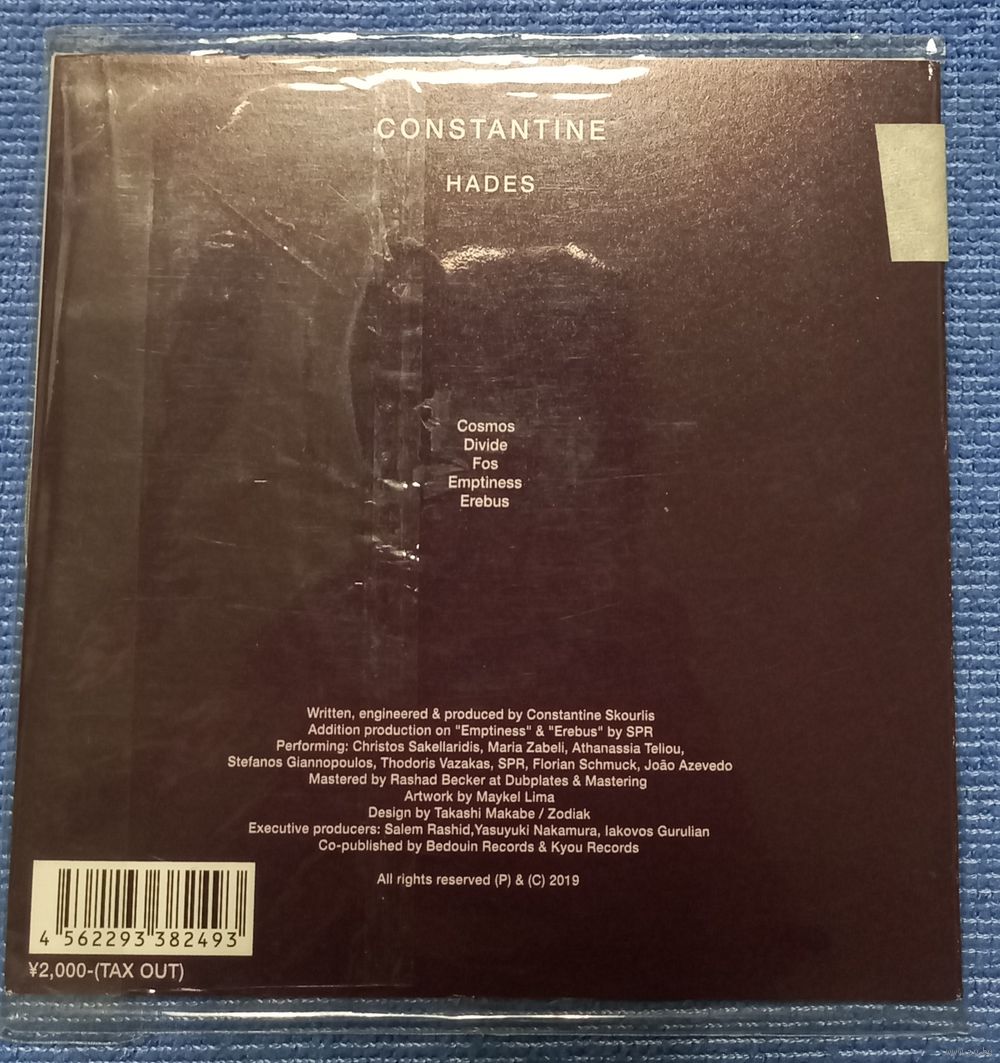 CONSTANTINE
HADES
Cosmos
Divide
Fos
Emptiness
Erebus
Written, engineered & produced by Constantine Skourlis
Addition production on "Emptiness" & "Erebus" by SPR
Performing: Christos Sakellaridis, Maria Zabeli, Athanassia Teliou,
Stefanos Giannopoulos, Thodoris Vazakas, SPR, Florian Schmuck, João Azevedo
Mastered by Rashad Becker at Dubplates & Mastering
Artwork by Maykel Lima
Design by Takashi Makabe / Zodiak
Executive producers: Salem Rashid,Yasuyuki Nakamura, Iakovos Gurulian
Co-published by Bedouin Records & Kyou Records
All rights reserved (P) & (C) 2019
4 562293 382493
¥2,000-(TAX OUT)